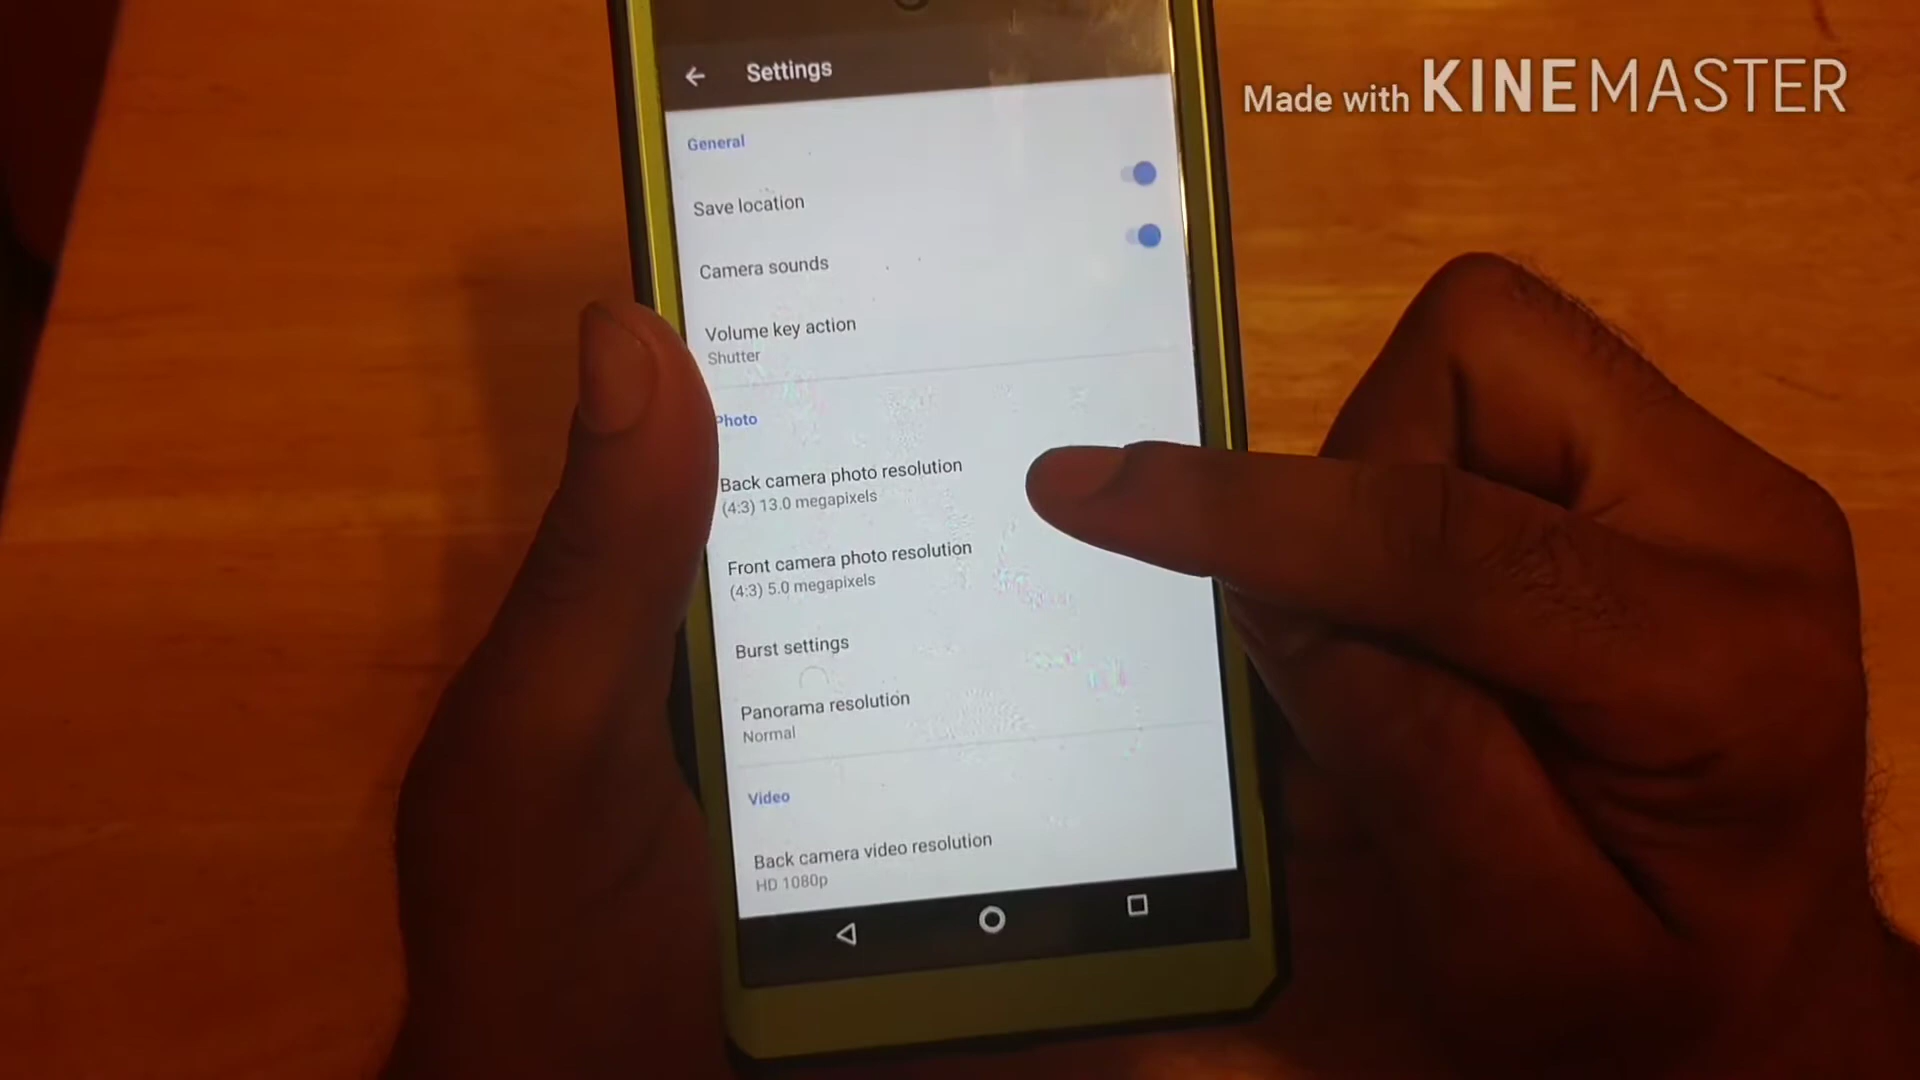 Settings
Made with KINEMASTER
General
Save location
Camera sounds
Volume key action
Shutter
Photo
Back camera photo resolution
(4:3) 13.0 megapixels
Front camera photo resolution
(4:3) 5.0 megapixels
Burst settings
Panorama resolution
Normal
Video
Back camera video resolution
HD 1080p